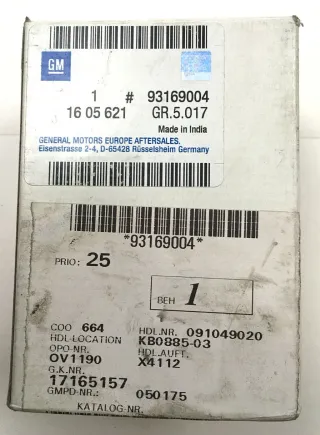 GM
1 # 93169004
16 05 621 GR.5.017
Made in India
GENERAL MOTORS EUROPE AFTERSALES.
Eisenstrasse 2-4, D-65428 Rüsselsheim Germany
*93169004*
PRIO: 25
BEH 1
COO 664 HDL.NR. 091049020
HDL-LOCATION KB0885-03
OPO-NR. HDL.AUFT.
OV1190 X4112
G.K.NR.
17165157
GMPD-NR.: 050175
KATALOG-NR.